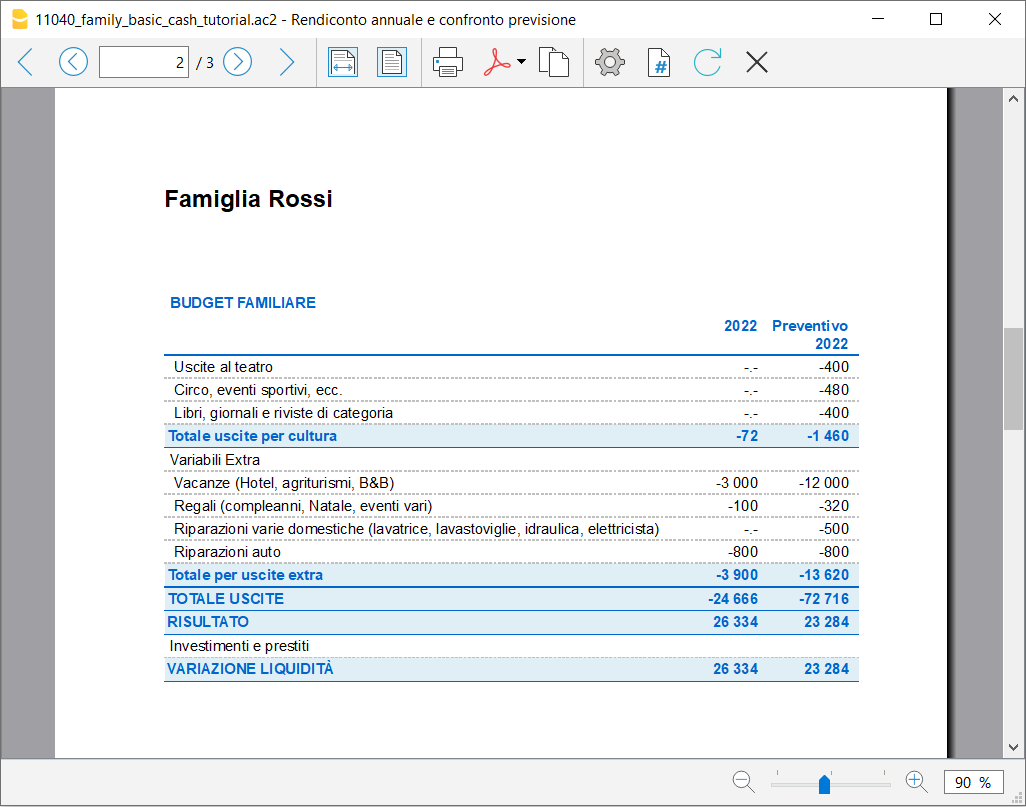 11040_family_basic_cash_tutorial.ac2 - Rendiconto annuale e confronto previsione
2 / 3
#
Famiglia Rossi
BUDGET FAMILIARE
2022 Preventivo
2022
Uscite al teatro -.- -400
Circo, eventi sportivi, ecc. -.- -480
Libri, giornali e riviste di categoria -.- -400
Totale uscite per cultura -72 -1 460
Variabili Extra
Vacanze (Hotel, agriturismi, B&B) -3 000 -12 000
Regali (compleanni, Natale, eventi vari) -100 -320
Riparazioni varie domestiche (lavatrice, lavastoviglie, idraulica, elettricista) -.- -500
Riparazioni auto -800 -800
Totale per uscite extra -3 900 -13 620
TOTALE USCITE -24 666 -72 716
RISULTATO 26 334 23 284
Investimenti e prestiti
VARIAZIONE LIQUIDITÀ 26 334 23 284
90 %